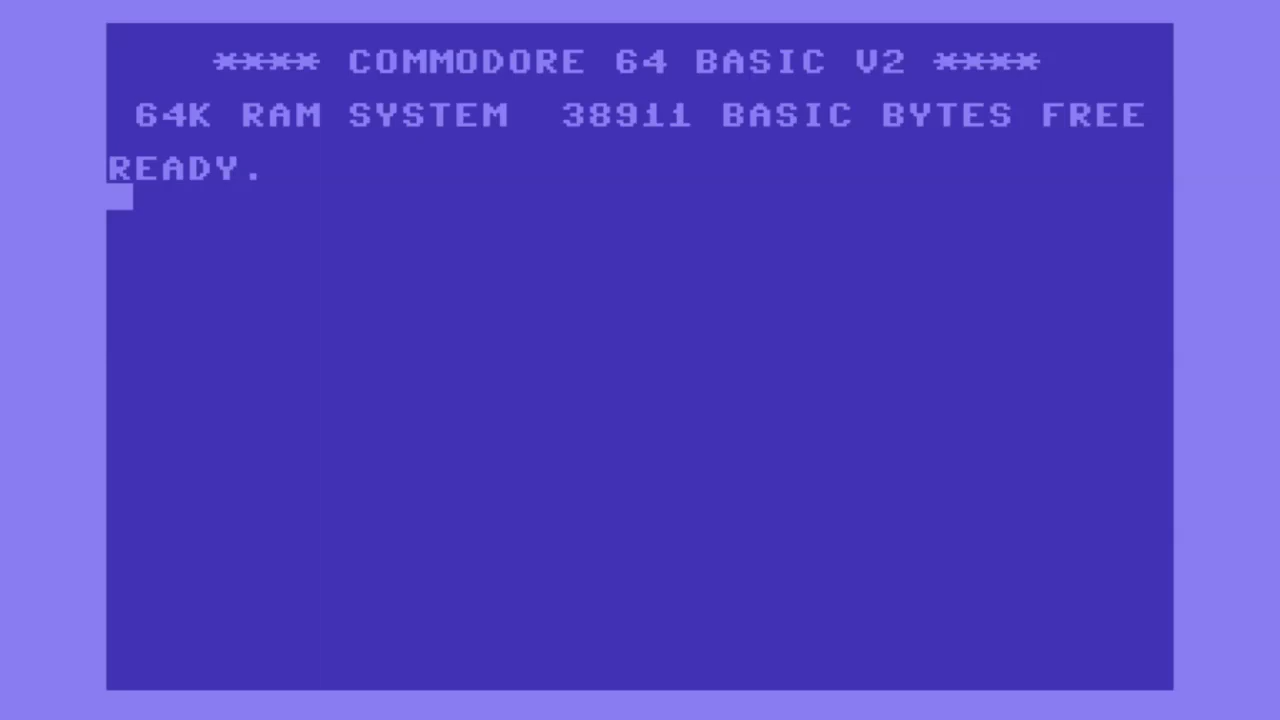 **** COMMODORE 64 BASIC V2 ****
64K RAM SYSTEM  38911 BASIC BYTES FREE
READY.